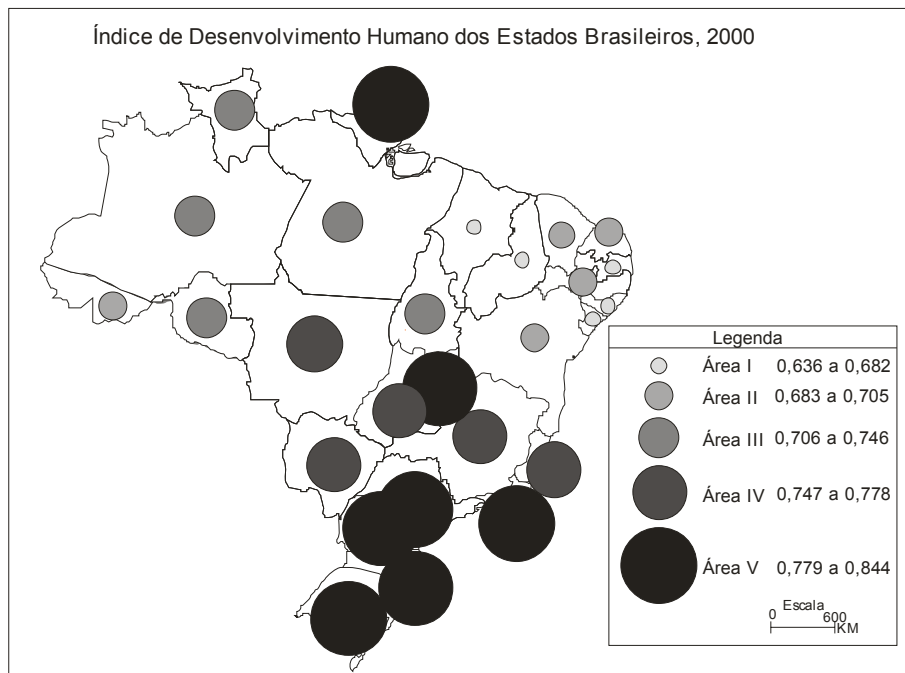 Índice de Desenvolvimento Humano dos Estados Brasileiros, 2000
Legenda
Área I 0,636 a 0,682
Área II 0,683 a 0,705
Área III 0,706 a 0,746
Área IV 0,747 a 0,778
Área V 0,779 a 0,844
Escala
0 600
KM